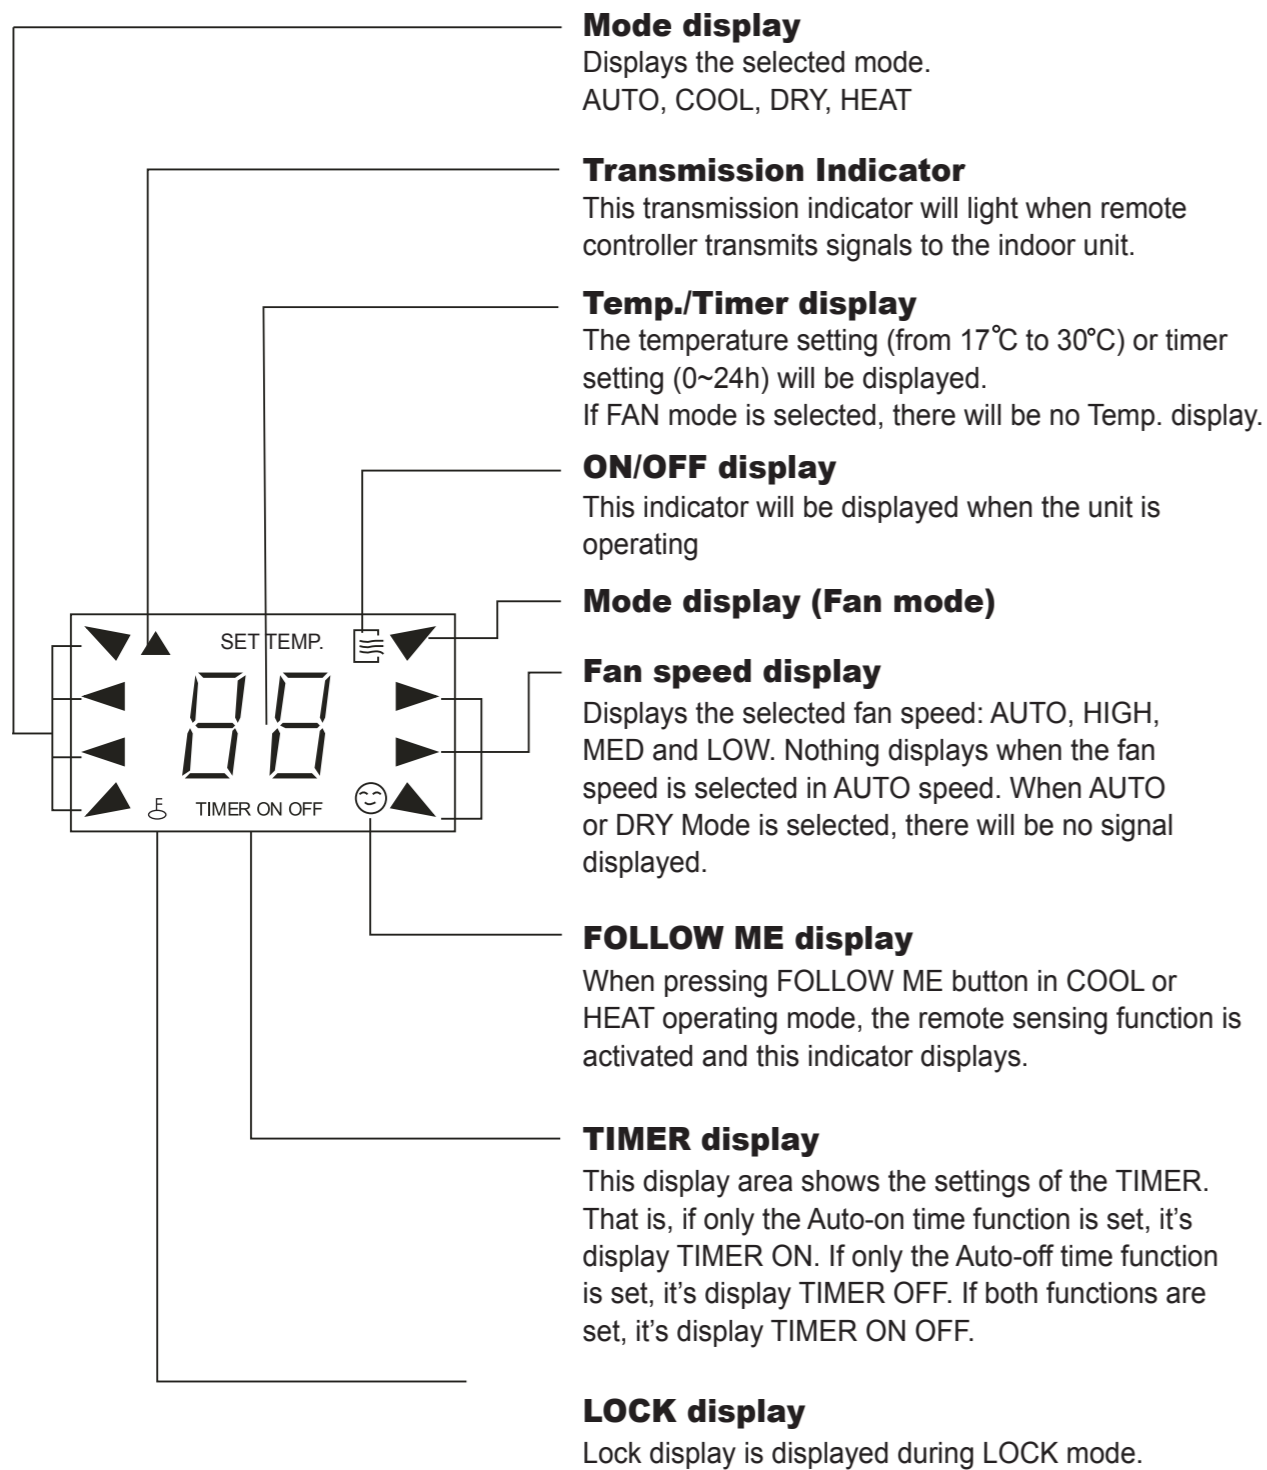 Mode display
Displays the selected mode.
AUTO, COOL, DRY, HEAT
Transmission Indicator
This transmission indicator will light when remote
controller transmits signals to the indoor unit.
Temp./Timer display
The temperature setting (from 17℃ to 30°C) or timer
setting (0~24h) will be displayed.
If FAN mode is selected, there will be no Temp. display.
ON/OFF display
This indicator will be displayed when the unit is
operating
Mode display (Fan mode)
Fan speed display
Displays the selected fan speed: AUTO, HIGH,
MED and LOW. Nothing displays when the fan
speed is selected in AUTO speed. When AUTO
or DRY Mode is selected, there will be no signal
displayed.
FOLLOW ME display
When pressing FOLLOW ME button in COOL or
HEAT operating mode, the remote sensing function is
activated and this indicator displays.
TIMER display
This display area shows the settings of the TIMER.
That is, if only the Auto-on time function is set, it’s
display TIMER ON. If only the Auto-off time function
is set, it’s display TIMER OFF. If both functions are
set, it’s display TIMER ON OFF.
LOCK display
Lock display is displayed during LOCK mode.
SET TEMP.
88
TIMER ON OFF